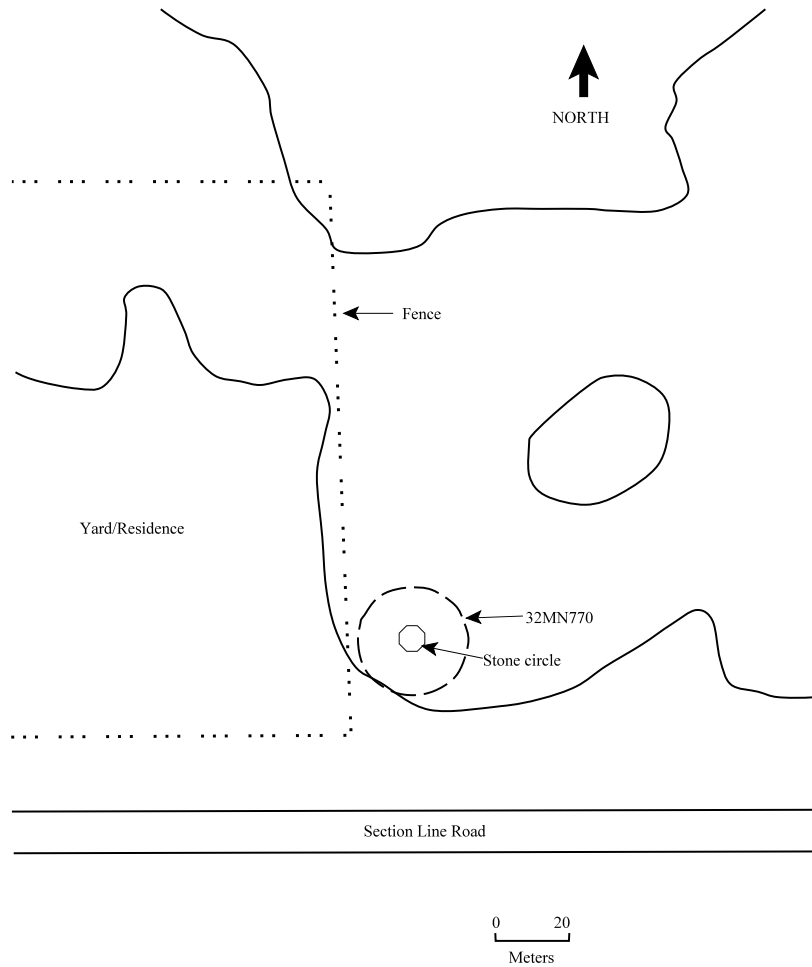 NORTH
Fence
Yard/Residence
32MN770
Stone circle
Section Line Road
0 20
Meters